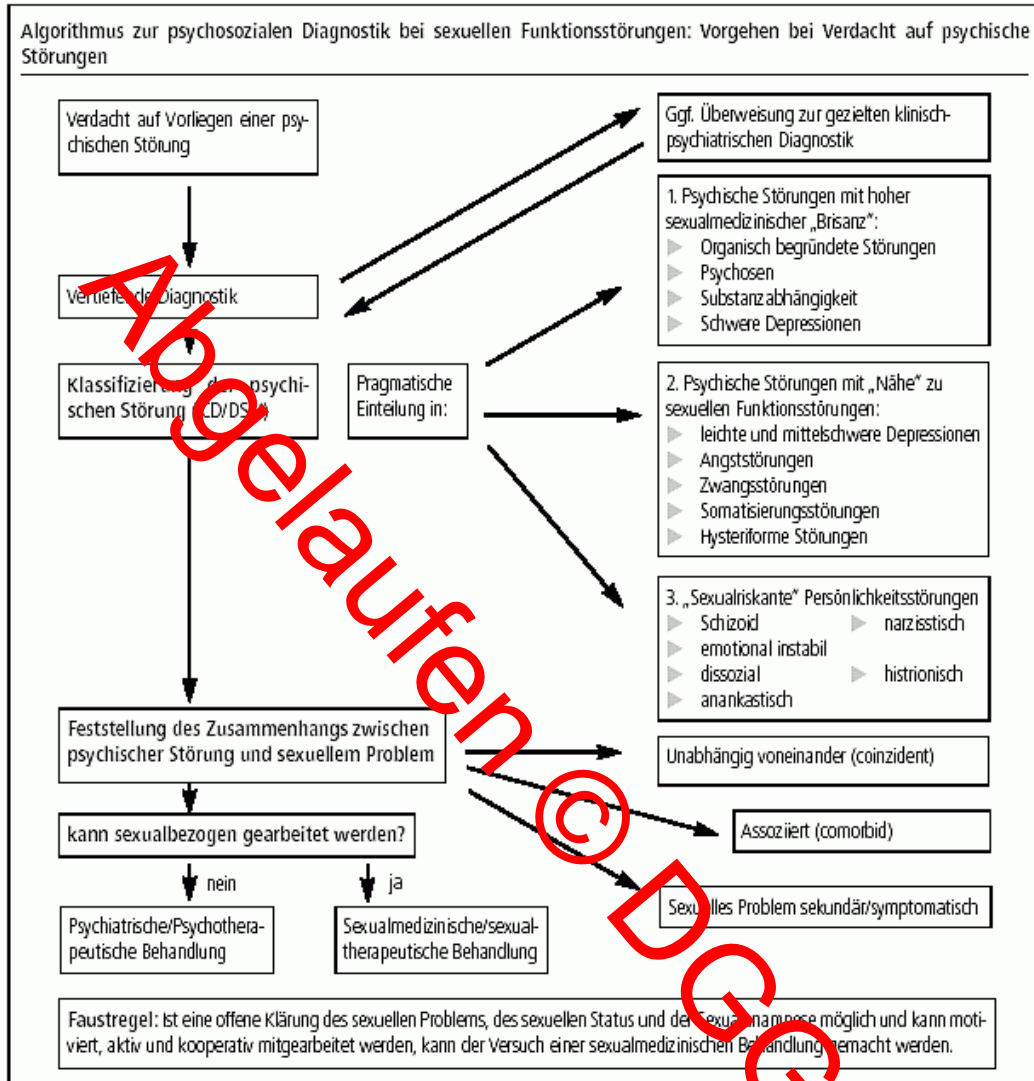 Algorithmus zur psychosozialen Diagnostik bei sexuellen Funktionsstörungen: Vorgehen bei Verdacht auf psychische
Störungen
Verdacht auf Vorliegen einer psy-
chischen Störung
Ggf. Überweisung zur gezielten klinisch-
psychiatrischen Diagnostik
1. Psychische Störungen mit hoher
sexualmedizinischer „Brisanz“:
Organisch begründete Störungen
Psychosen
Substanzabhängigkeit
Schwere Depressionen
Vertiefende Diagnostik
Klassifizierung der psychi-
schen Störung (ICD/DSM)
Pragmatische
Einteilung in:
2. Psychische Störungen mit „Nähe“ zu
sexuellen Funktionsstörungen:
leichte und mittelschwere Depressionen
Angststörungen
Zwangsstörungen
Somatisierungsstörungen
Hysteriforme Störungen
3. „Sexualriskante“ Persönlichkeitsstörungen
Schizoid narzisstisch
emotional instabil
dissozial histrionisch
anankastisch
Feststellung des Zusammenhangs zwischen
psychischer Störung und sexuellem Problem
Unabhängig voneinander (coinzident)
Assoziiert (comorbid)
Sexuelles Problem sekundär/symptomatisch
kann sexualbezogen gearbeitet werden?
nein ja
Psychiatrische/Psychothera-
peutische Behandlung
Sexualmedizinische/sexual-
therapeutische Behandlung
Faustregel: Ist eine offene Klärung des sexuellen Problems, des sexuellen Status und der Sexualanamnese möglich und kann moti-
viert, aktiv und kooperativ mitgearbeitet werden, kann der Versuch einer sexualmedizinischen Behandlung gemacht werden.
Abgelaufen © DGG